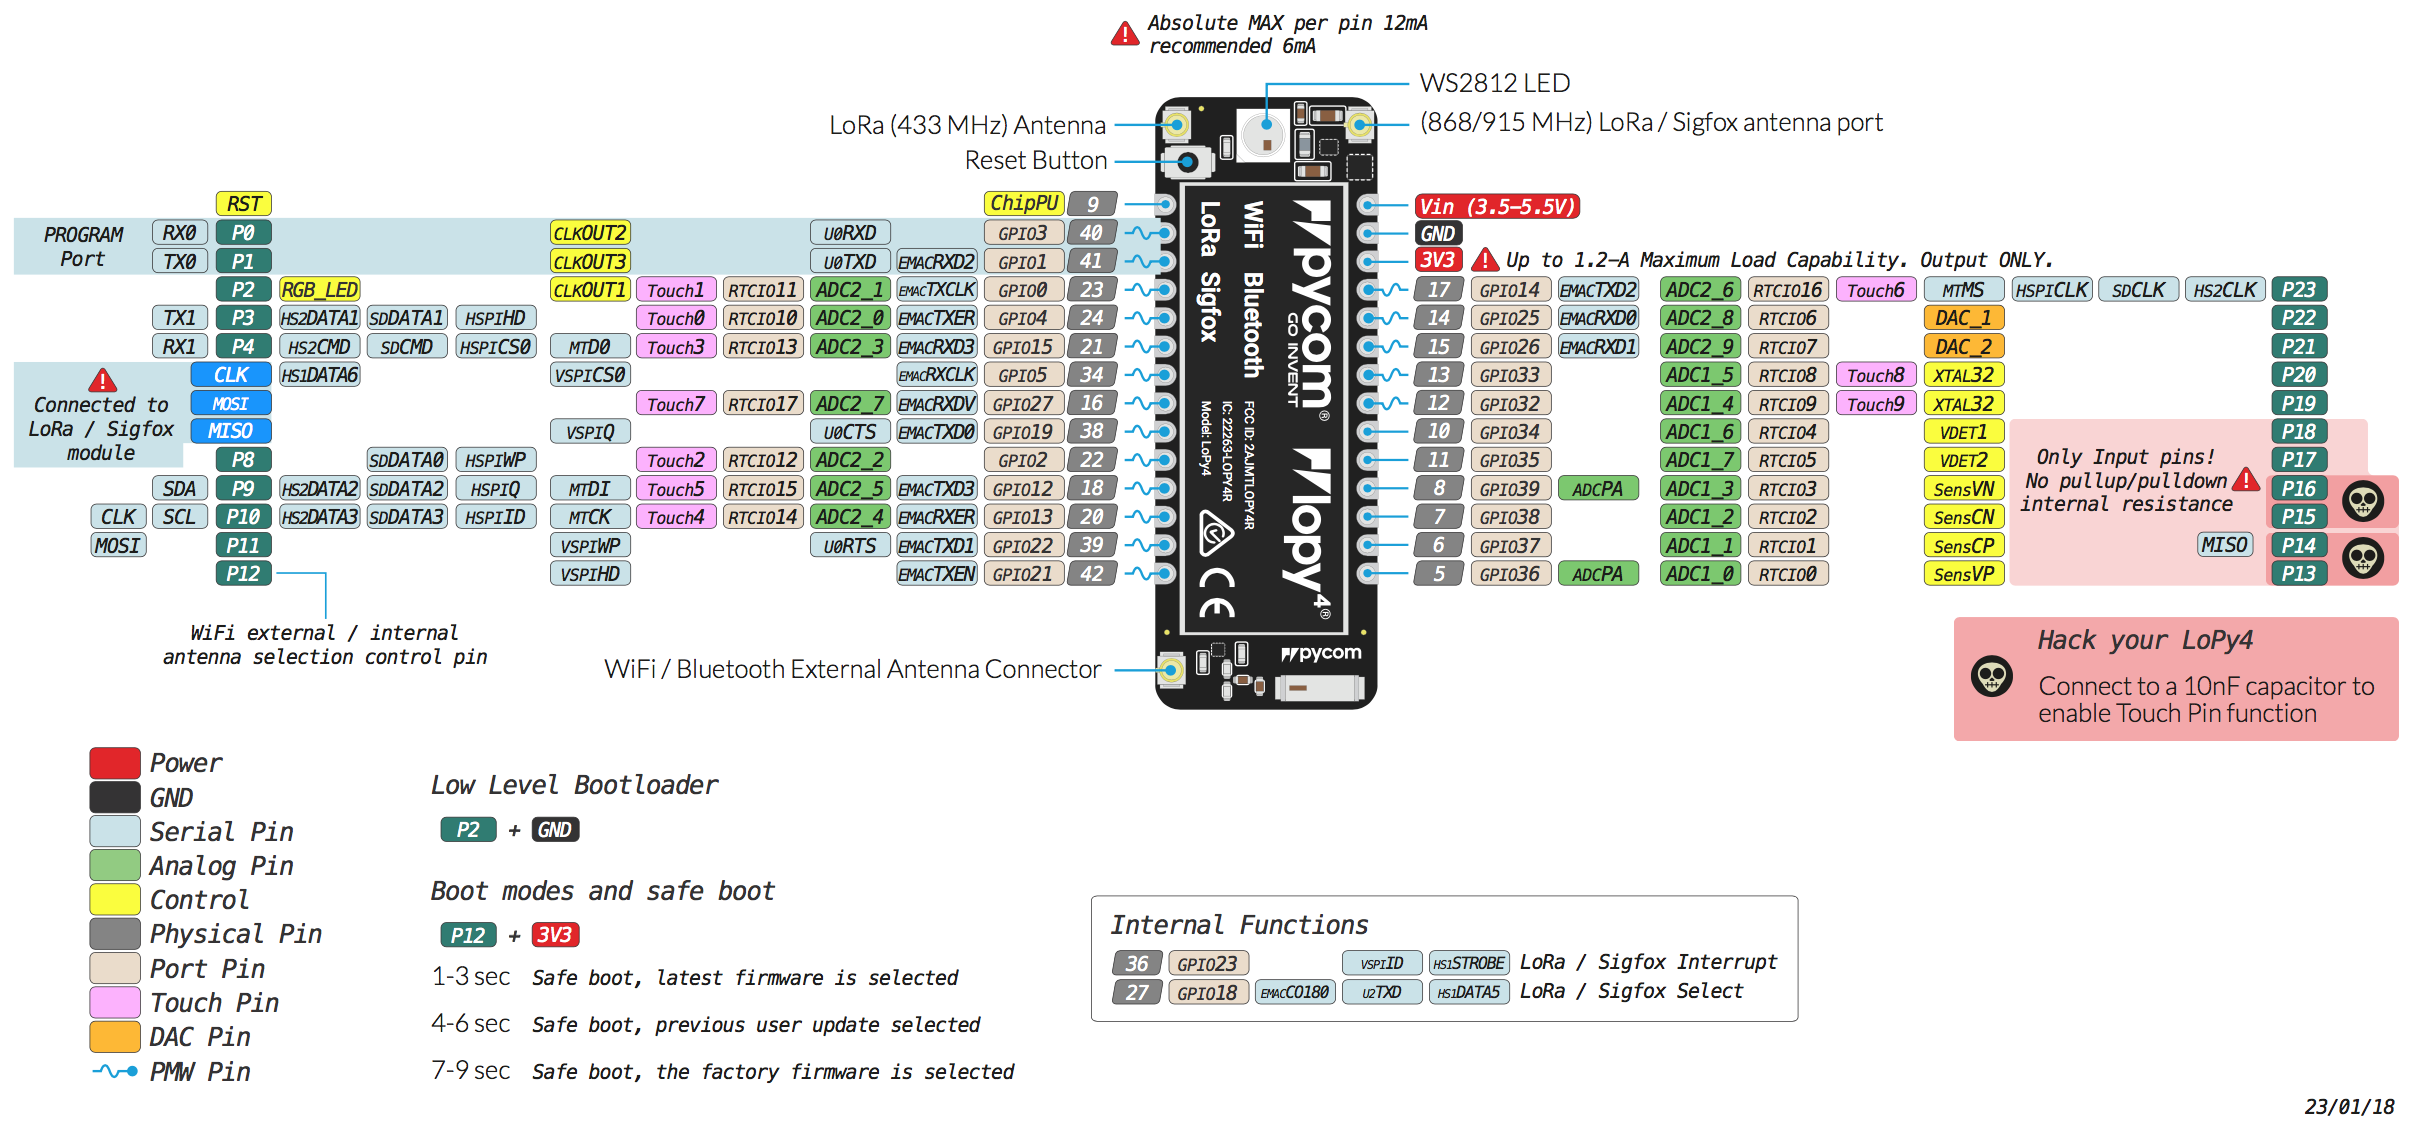 Absolute MAX per pin 12mA
recommended 6mA
WS2812 LED
LoRa (433 MHz) Antenna
(868/915 MHz) LoRa / Sigfox antenna port
Reset Button
RST ChipPU 9 Vin (3.5–5.5V)
PROGRAM
Port
RX0 P0 CLKOUT2 U0RXD GPIO3 40 GND
TX0 P1 CLKOUT3 U0TXD EMACRXD2 GPIO1 41 3V3 Up to 1.2–A Maximum Load Capability. Output ONLY.
P2 RGB_LED CLKOUT1 Touch1 RTCIO11 ADC2_1 EMACTXCLK GPIO0 23 17 GPIO14 EMACTXD2 ADC2_6 RTCIO16 Touch6 MTMS HSPICLK SDCLK HS2CLK P23
TX1 P3 HS2DATA1 SDDATA1 HSPIHD Touch0 RTCIO10 ADC2_0 EMACTXER GPIO4 24 14 GPIO25 EMACRXD0 ADC2_8 RTCIO6 DAC_1 P22
RX1 P4 HS2CMD SDCMD HSPICS0 MTD0 Touch3 RTCIO13 ADC2_3 EMACRXD3 GPIO15 21 15 GPIO26 EMACRXD1 ADC2_9 RTCIO7 DAC_2 P21
CLK HS1DATA6 VSPICS0 EMACRXCLK GPIO5 34 13 GPIO33 ADC1_5 RTCIO8 Touch8 XTAL32 P20
MOSI Touch7 RTCIO17 ADC2_7 EMACRXDV GPIO27 16 12 GPIO32 ADC1_4 RTCIO9 Touch9 XTAL32 P19
MISO VSPIQ U0CTS EMACTXD0 GPIO19 38 10 GPIO34 ADC1_6 RTCIO4 VDET1 P18
Connected to
LoRa / Sigfox
module
P8 SDDATA0 HSPIWP Touch2 RTCIO12 ADC2_2 GPIO2 22 11 GPIO35 ADC1_7 RTCIO5 VDET2 P17
SDA P9 HS2DATA2 SDDATA2 HSPIQ MTDI Touch5 RTCIO15 ADC2_5 EMACTXD3 GPIO12 18 8 GPIO39 ADCPA ADC1_3 RTCIO3 SensVN P16
CLK SCL P10 HS2DATA3 SDDATA3 HSPIID MTCK Touch4 RTCIO14 ADC2_4 EMACRXER GPIO13 20 7 GPIO38 ADC1_2 RTCIO2 SensCN P15
MOSI P11 VSPIWP U0RTS EMACTXD1 GPIO22 39 6 GPIO37 ADC1_1 RTCIO1 SensCP MISO P14
P12 VSPIHD EMACTXEN GPIO21 42 5 GPIO36 ADCPA ADC1_0 RTCIO0 SensVP P13
Only Input pins!
No pullup/pulldown
internal resistance
LoRa Sigfox
WiFi Bluetooth
pycom®
GO INVENT
Model: LoPy4
IC: 22263-LOPY4R
FCC ID: 2AJMTLOPY4R
lopy4®
CE
pycom
WiFi external / internal
antenna selection control pin
WiFi / Bluetooth External Antenna Connector
Hack your LoPy4
Connect to a 10nF capacitor to
enable Touch Pin function
Power
GND
Serial Pin
Analog Pin
Control
Physical Pin
Port Pin
Touch Pin
DAC Pin
PMW Pin
Low Level Bootloader
P2 + GND
Boot modes and safe boot
P12 + 3V3
1-3 sec Safe boot, latest firmware is selected
4-6 sec Safe boot, previous user update selected
7-9 sec Safe boot, the factory firmware is selected
Internal Functions
36 GPIO23 VSPIID HS1STROBE LoRa / Sigfox Interrupt
27 GPIO18 EMACCO180 U2TXD HS1DATA5 LoRa / Sigfox Select
23/01/18